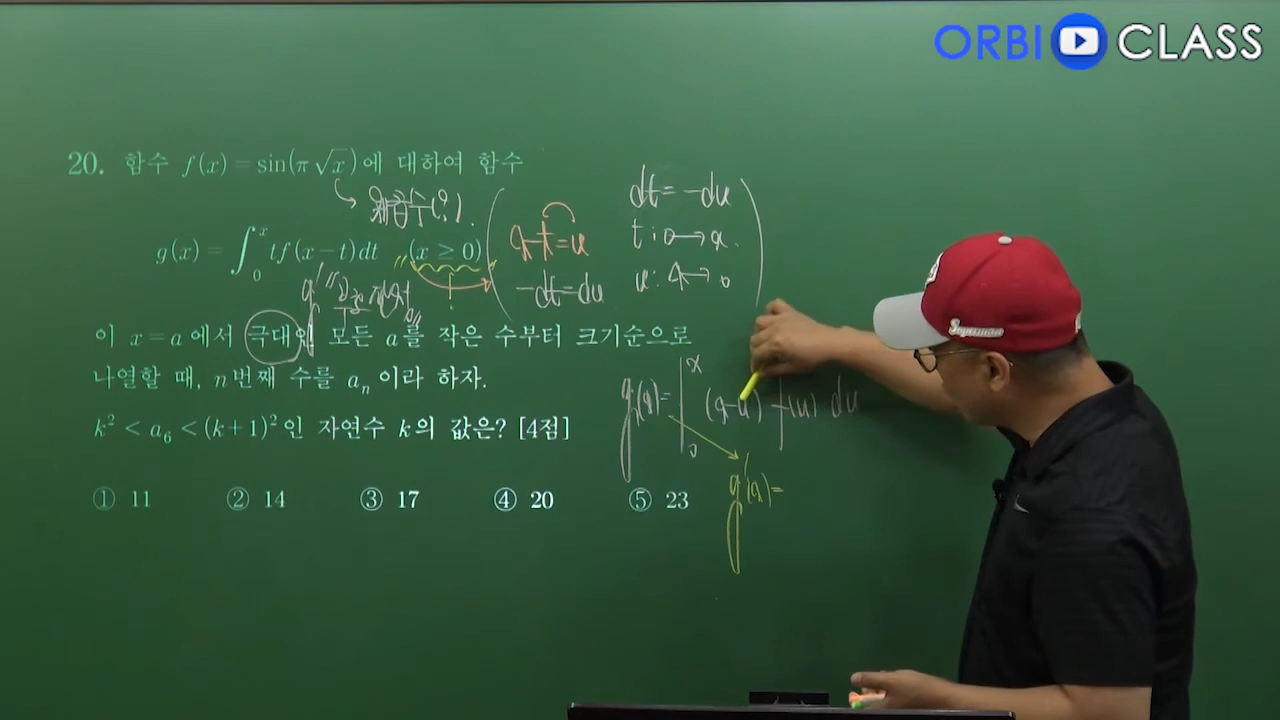 ORBI CLASS
20. 함수 f(x) = sin(π√x)에 대하여 함수
g(x) = ∫₀ˣ tf(x−t)dt (x ≥ 0)
이 x = a에서 극대인 모든 a를 작은 수부터 크기순으로
나열할 때, n번째 수를 aₙ이라 하자.
k² < a₆ < (k+1)²인 자연수 k의 값은? [4점]
① 11 ② 14 ③ 17 ④ 20 ⑤ 23
x-t=u
-dt=du
dt = -du
t : 0 → x.
u : x → 0
g(x)= ∫₀ˣ (x-u) f(u) du
g'(x)=